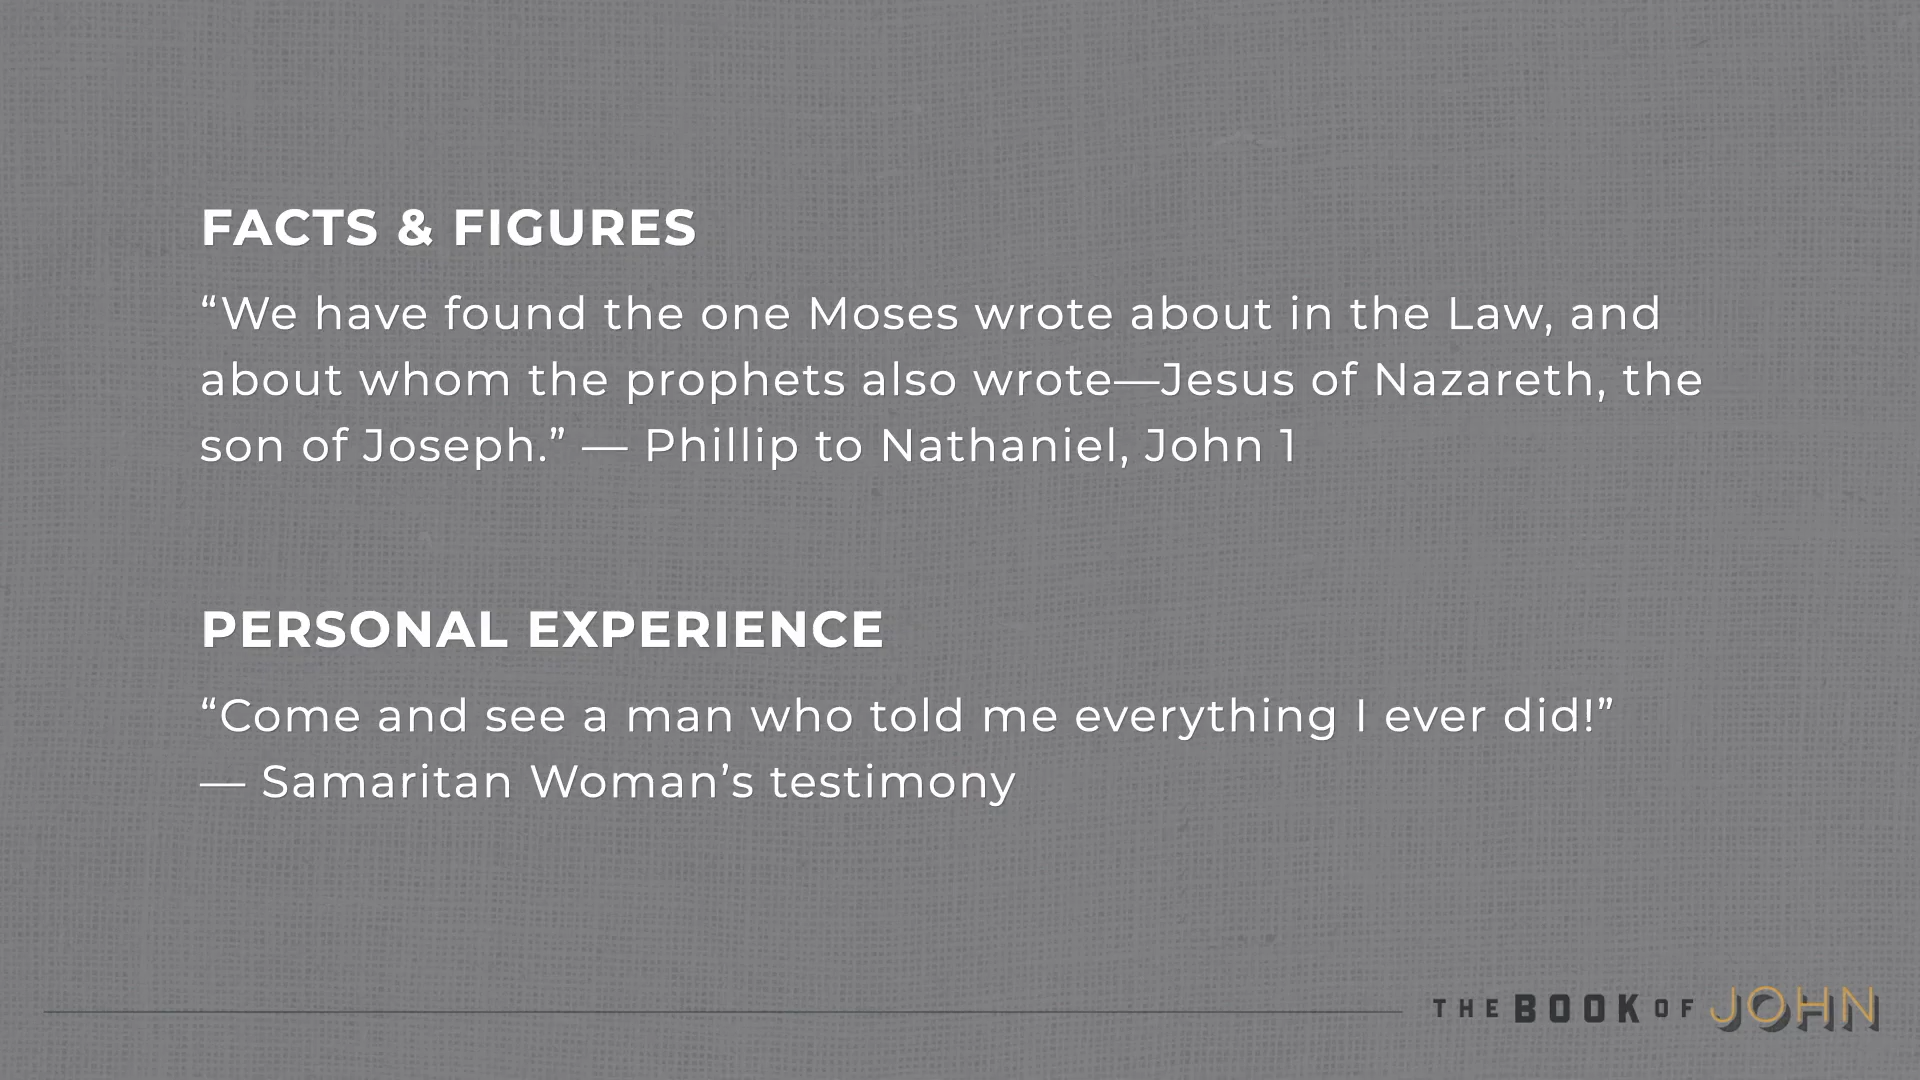 FACTS & FIGURES
“We have found the one Moses wrote about in the Law, and
about whom the prophets also wrote—Jesus of Nazareth, the
son of Joseph.” — Phillip to Nathaniel, John 1
PERSONAL EXPERIENCE
“Come and see a man who told me everything I ever did!”
— Samaritan Woman’s testimony
THE BOOK OF JOHN